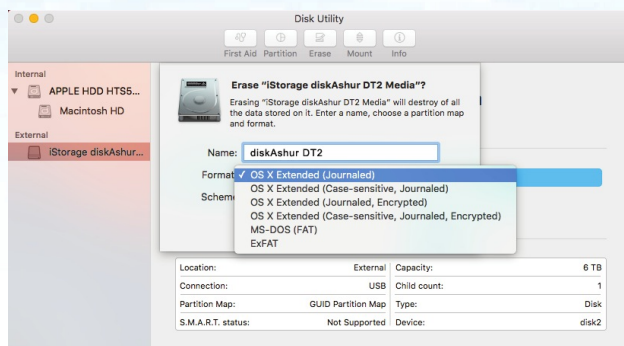 Disk Utility
First Aid Partition Erase Mount Info
Internal
APPLE HDD HTS5...
Macintosh HD
External
iStorage diskAshur...
Erase “iStorage diskAshur DT2 Media”?
Erasing “iStorage diskAshur DT2 Media” will destroy of all
the data stored on it. Enter a name, choose a partition map
and format.
Name: diskAshur DT2
Format ✓ OS X Extended (Journaled)
OS X Extended (Case-sensitive, Journaled)
Scheme
OS X Extended (Journaled, Encrypted)
OS X Extended (Case-sensitive, Journaled, Encrypted)
MS-DOS (FAT)
ExFAT
Location: External Capacity: 6 TB
Connection: USB Child count: 1
Partition Map: GUID Partition Map Type: Disk
S.M.A.R.T. status: Not Supported Device: disk2